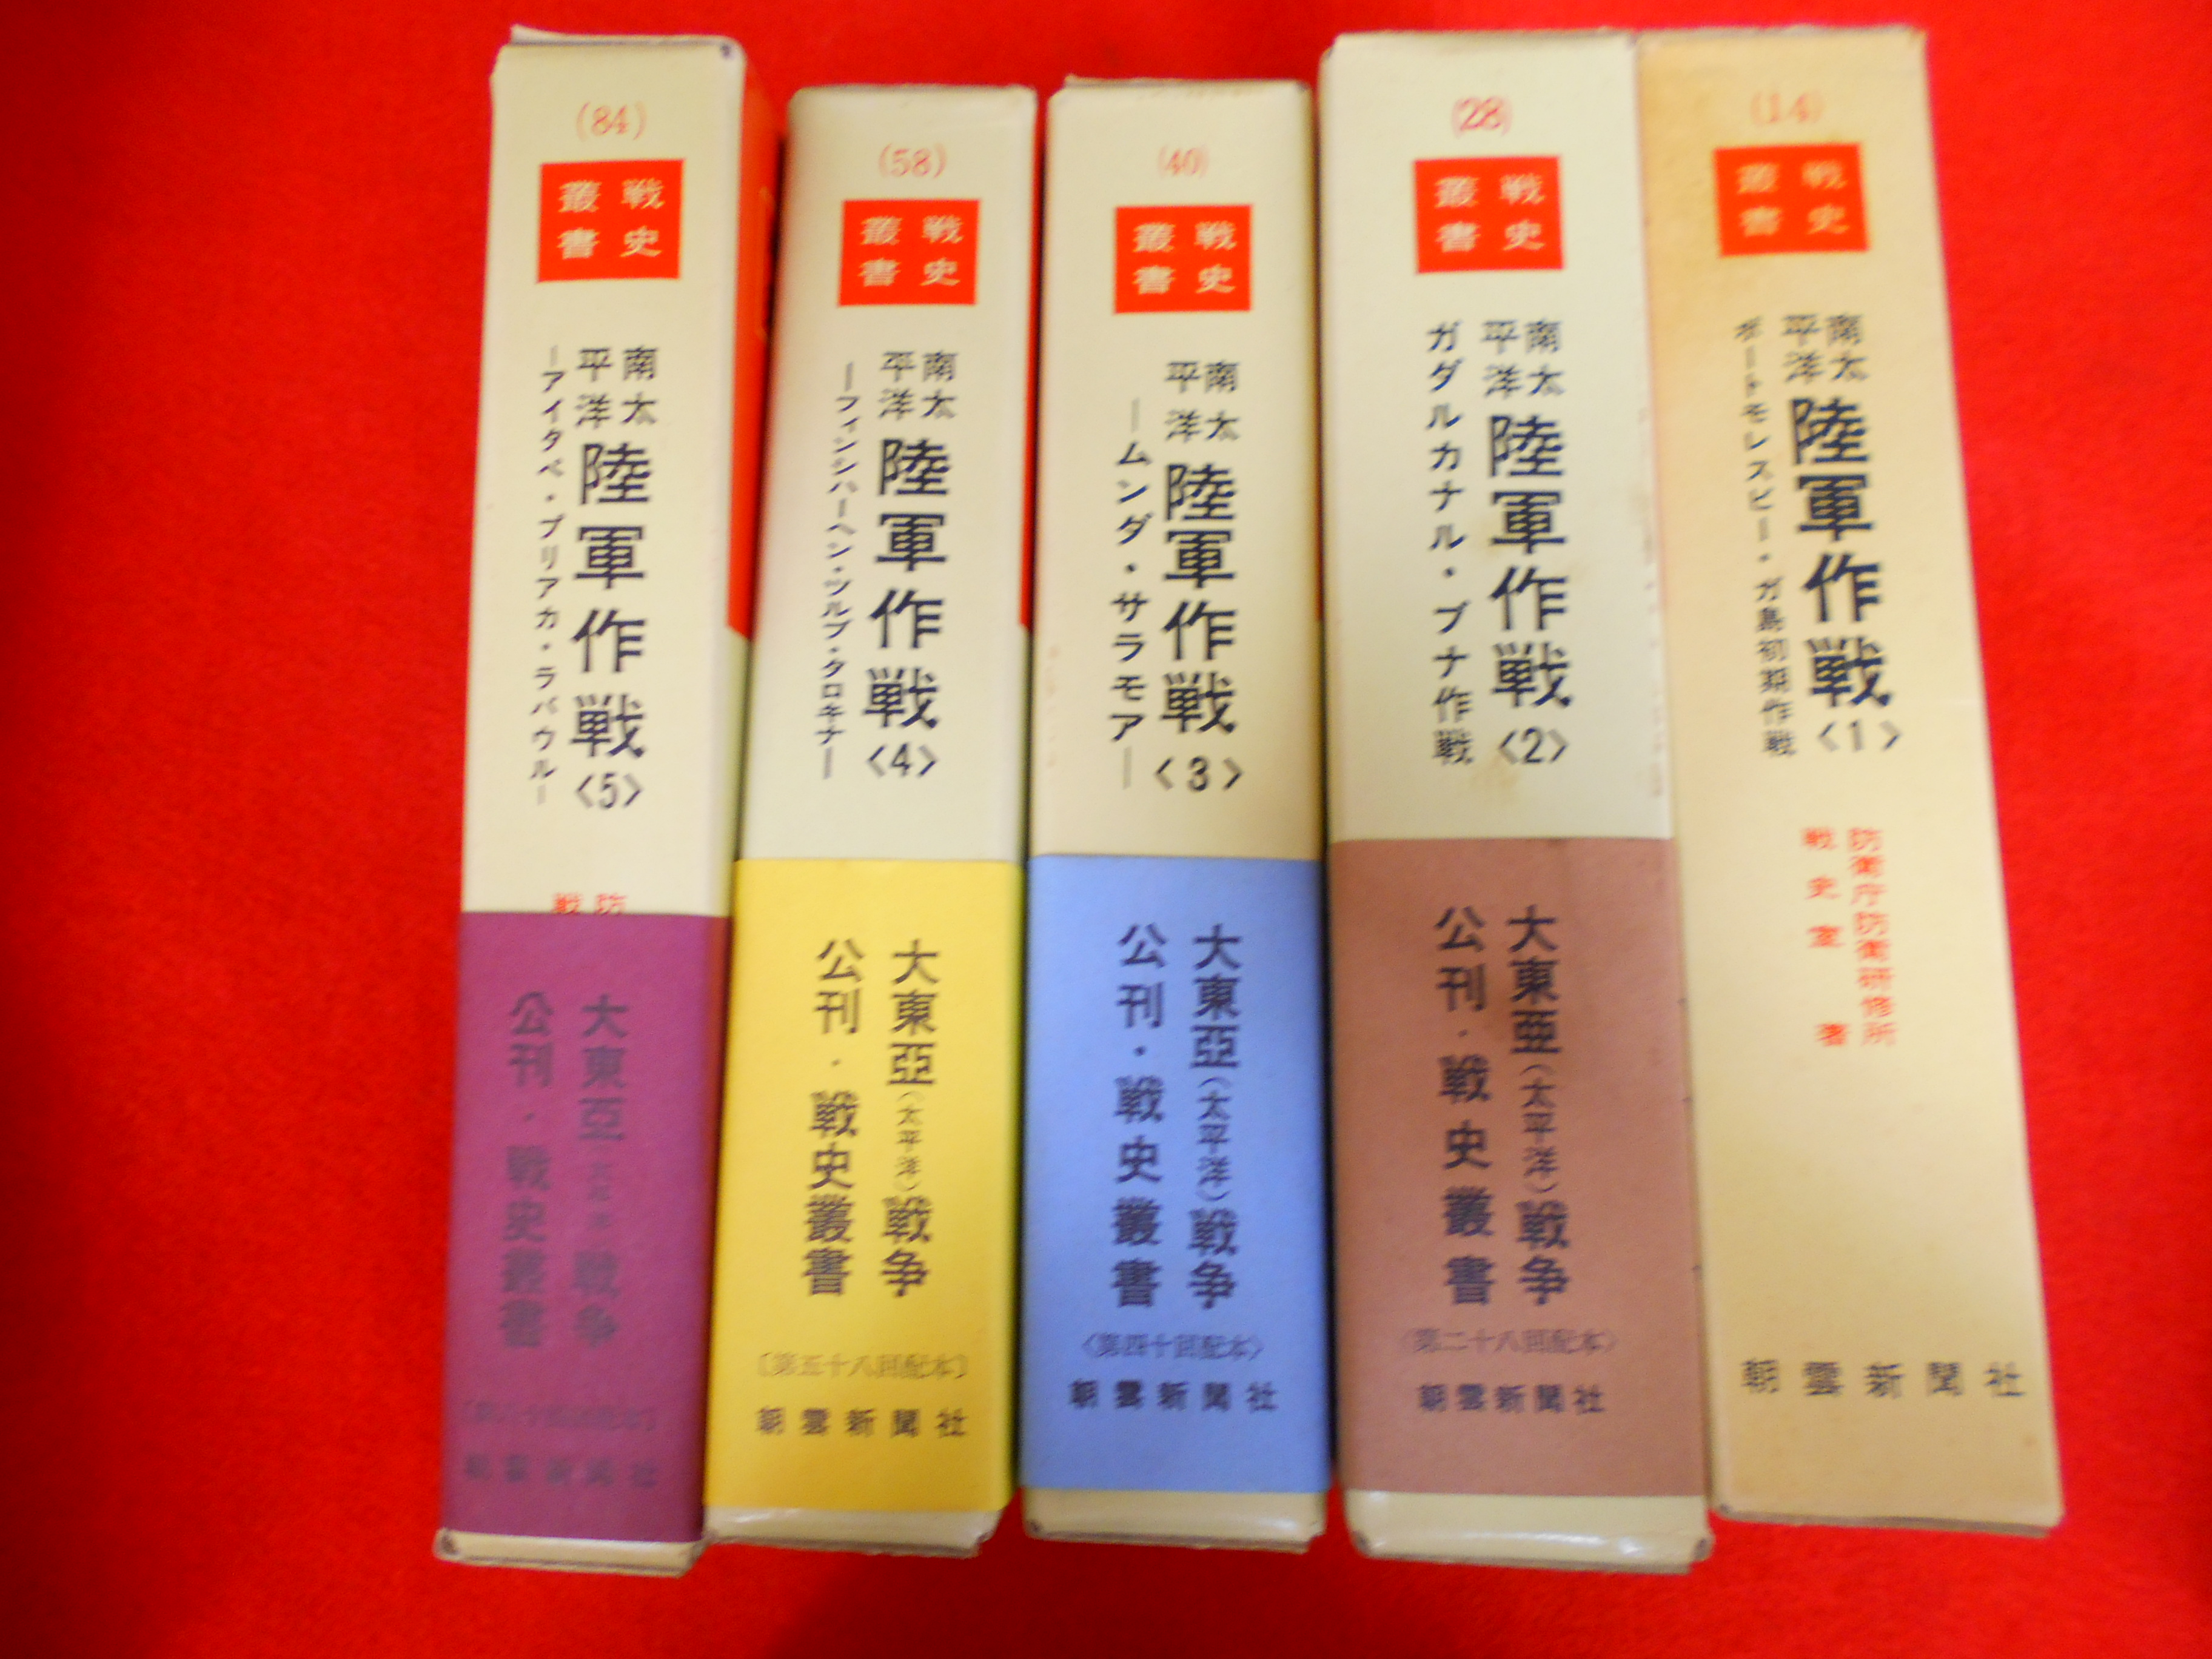 (84)
戦史
叢書
南太
平洋
陸軍作戦〈5〉
―アイタペ・プリアカ・ラバウル―
防
戦
大東亜
戦争
公刊・戦史叢書
朝雲新聞社
(58)
戦史
叢書
南太
平洋
陸軍作戦〈4〉
―フィンシハーヘン・ツルブ・タロキナ―
大東亜(太平洋)戦争
公刊・戦史叢書
〔第五十八回配本〕
朝雲新聞社
(40)
戦史
叢書
南太
平洋
陸軍作戦〈3〉
―ムンダ・サラモア―
大東亜(太平洋)戦争
公刊・戦史叢書
〈第四十回配本〉
朝雲新聞社
(28)
戦史
叢書
南太
平洋
陸軍作戦〈2〉
ガダルカナル・ブナ作戦
大東亜(太平洋)戦争
公刊・戦史叢書
〈第二十八回配本〉
朝雲新聞社
(14)
戦史
叢書
南太
平洋
陸軍作戦〈1〉
ポートモレスビー・ガ島初期作戦
防衛庁防衛研修所
戦史室 著
朝雲新聞社